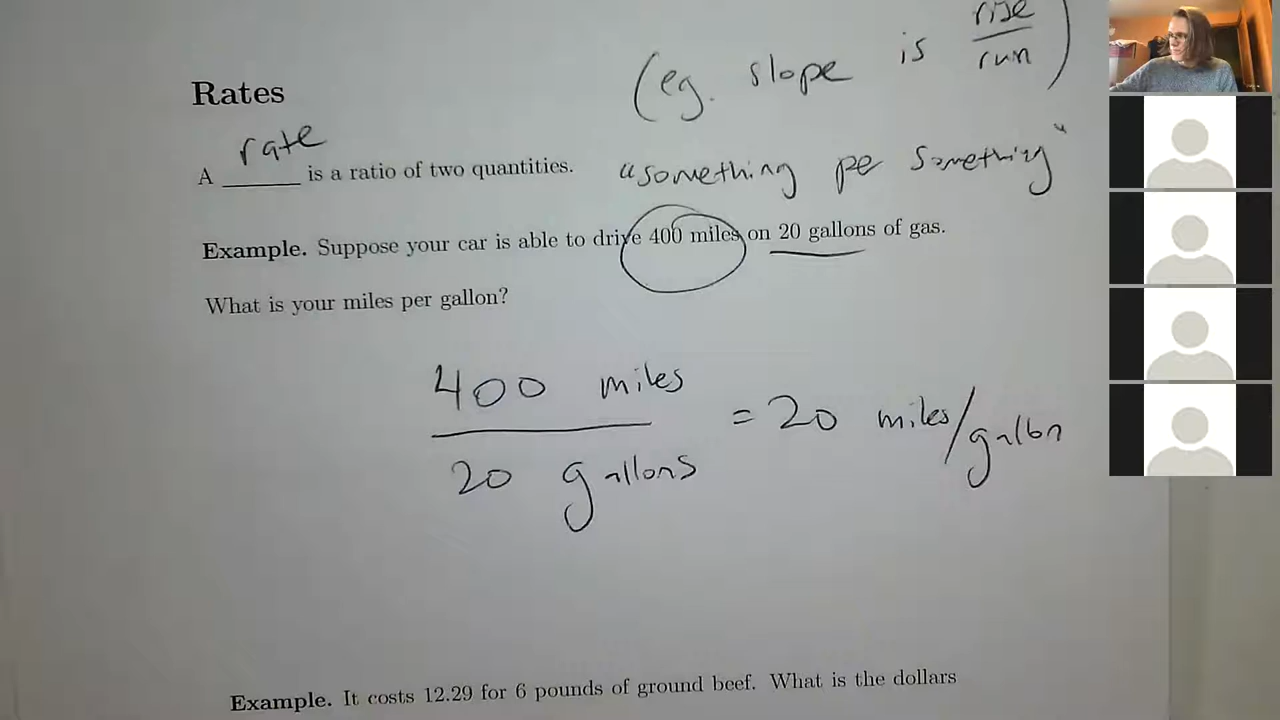 (eg. slope is rise/run)
Rates
A rate is a ratio of two quantities. "something per something"
Example. Suppose your car is able to drive 400 miles on 20 gallons of gas.
What is your miles per gallon?
400 miles
= 20 miles/gallon
20 gallons
Example. It costs 12.29 for 6 pounds of ground beef. What is the dollars